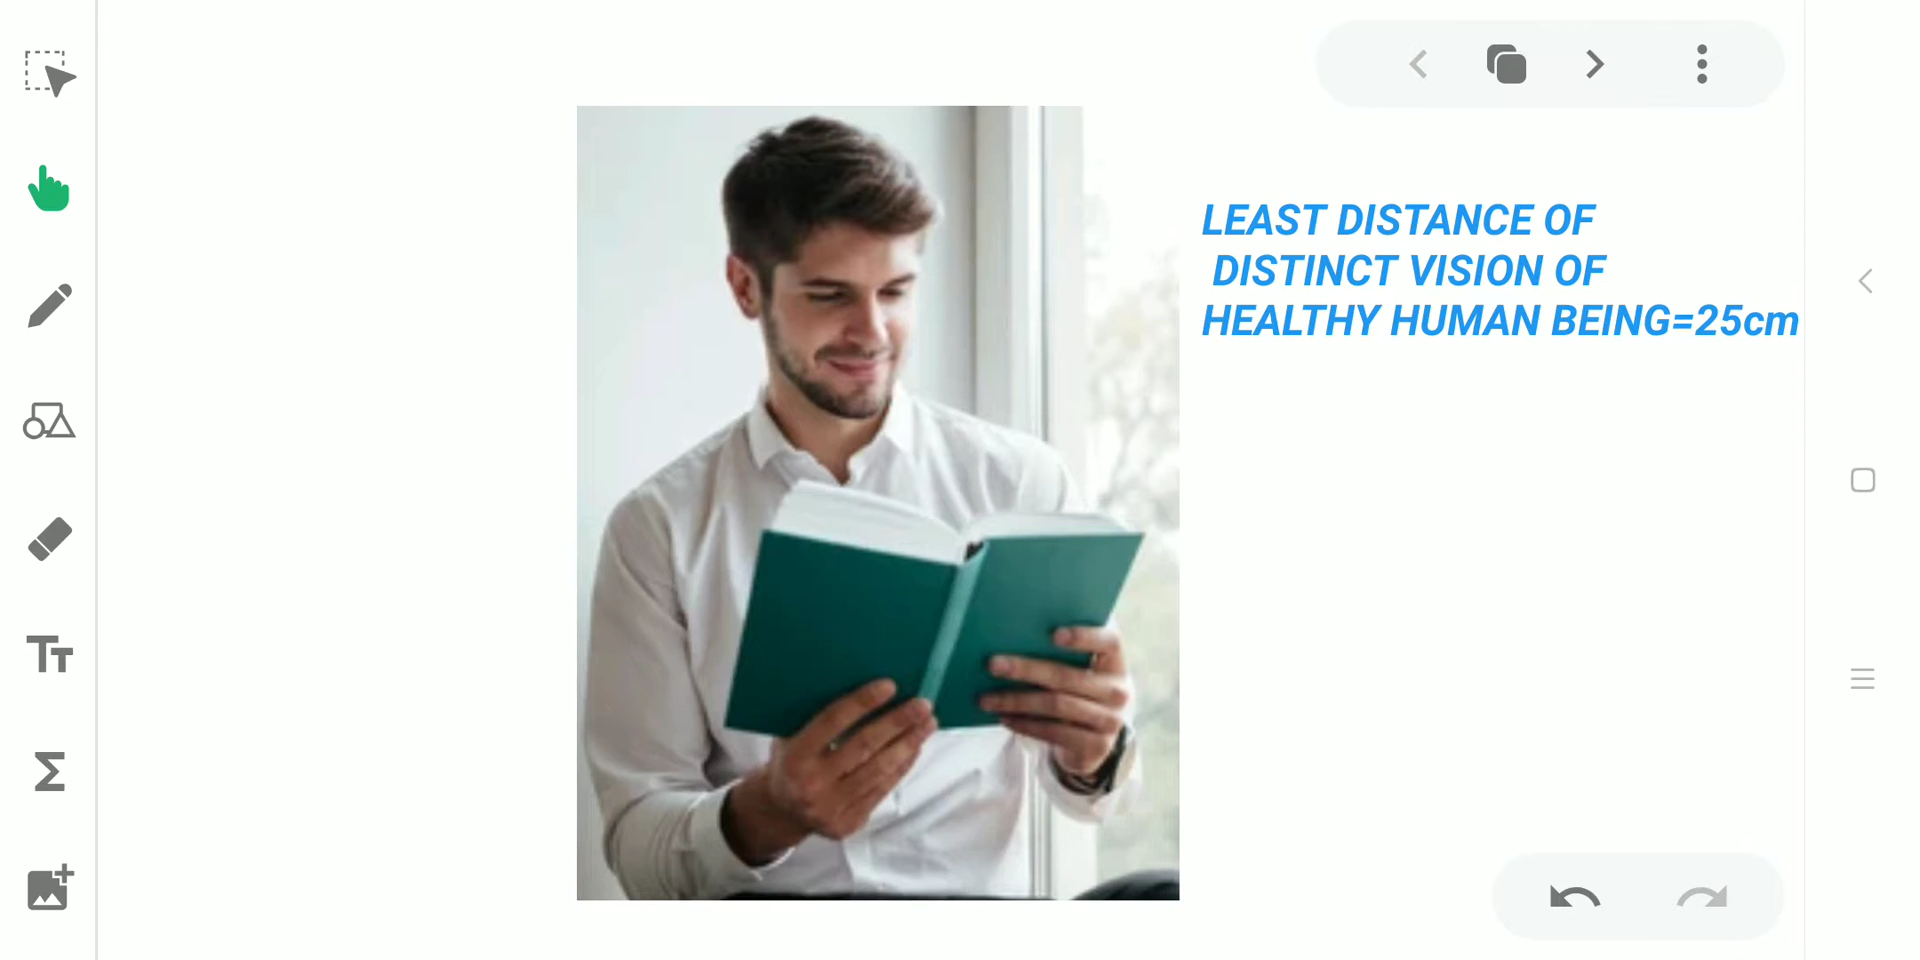 LEAST DISTANCE OF
DISTINCT VISION OF
HEALTHY HUMAN BEING=25cm